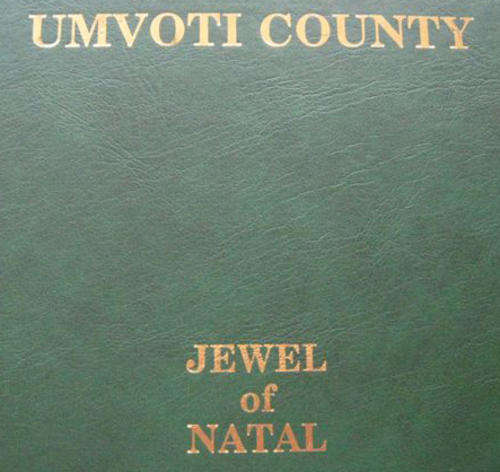 UMVOTI COUNTY
JEWEL
of
NATAL